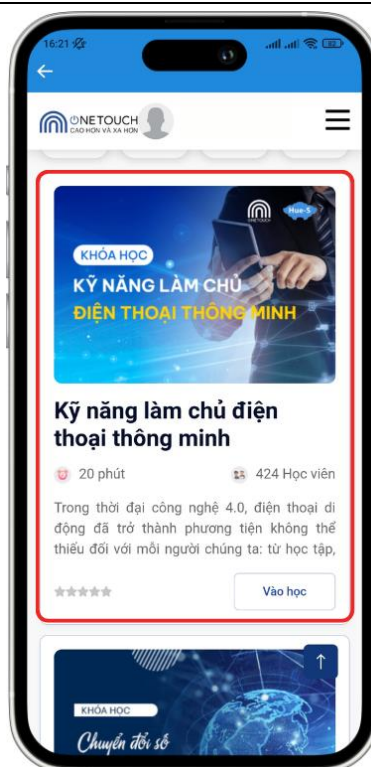 16:21
82
ONETOUCH
CAO HƠN VÀ XA HƠN
ONETOUCH
Hue-S
KHÓA HỌC
KỸ NĂNG LÀM CHỦ
ĐIỆN THOẠI THÔNG MINH
Kỹ năng làm chủ điện
thoại thông minh
20 phút
424 Học viên
Trong thời đại công nghệ 4.0, điện thoại di
động đã trở thành phương tiện không thể
thiếu đối với mỗi người chúng ta: từ học tập,
Vào học
KHÓA HỌC
Chuyển đổi số